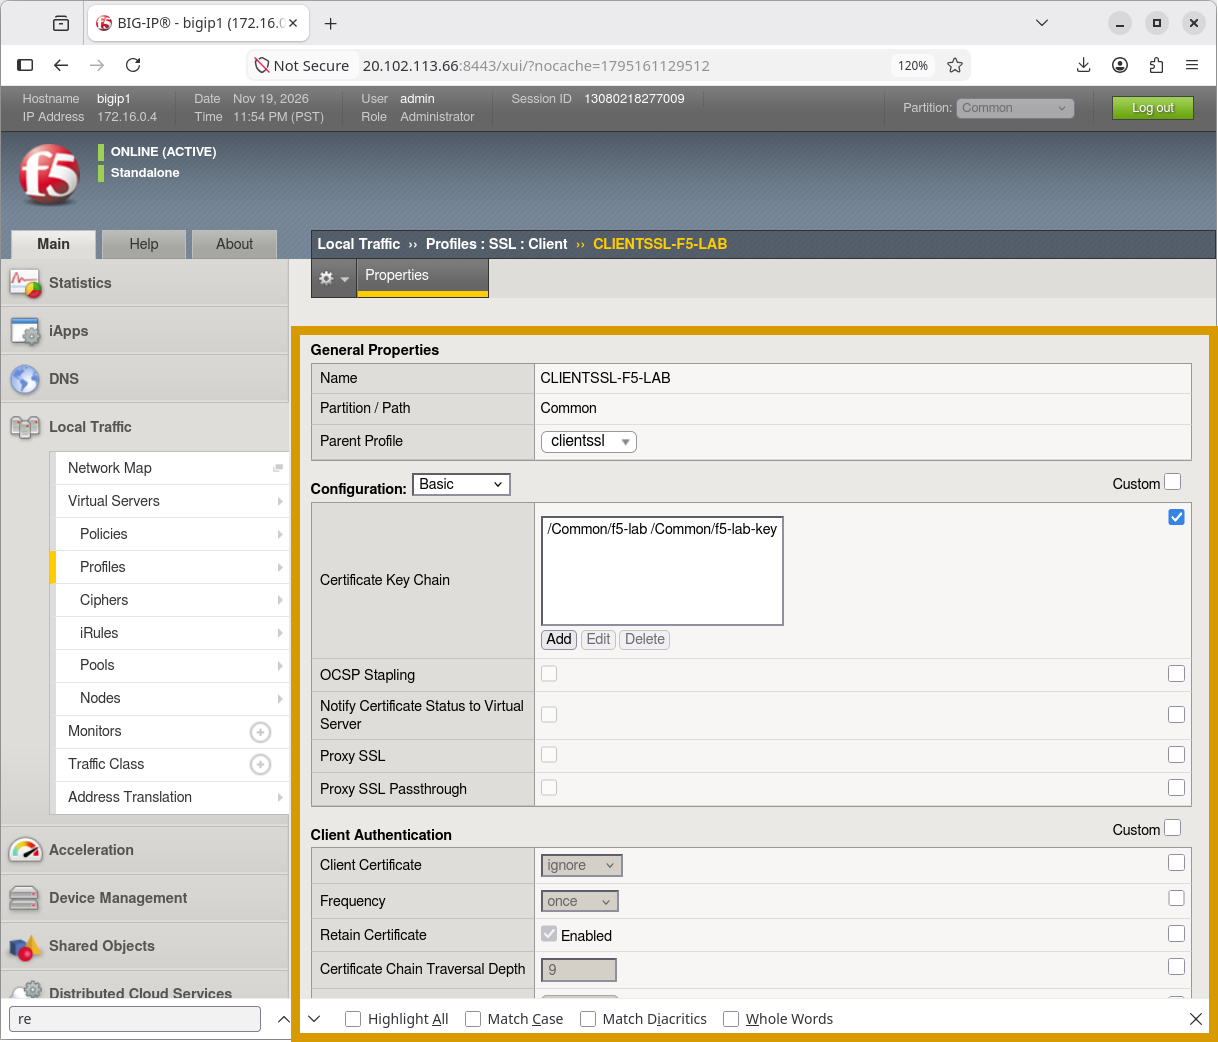 BIG-IP® - bigip1 (172.16.0
Not Secure 20.102.113.66:8443/xui/?nocache=1795161129512 120%
Hostname bigip1 Date Nov 19, 2026 User admin Session ID 13080218277009
IP Address 172.16.0.4 Time 11:54 PM (PST) Role Administrator
Partition: Common Log out
f5
ONLINE (ACTIVE)
Standalone
Main Help About
Local Traffic ›› Profiles : SSL : Client ›› CLIENTSSL-F5-LAB
Properties
Statistics
iApps
DNS
Local Traffic
Network Map
Virtual Servers
Policies
Profiles
Ciphers
iRules
Pools
Nodes
Monitors
Traffic Class
Address Translation
Acceleration
Device Management
Shared Objects
Distributed Cloud Services
General Properties
Name CLIENTSSL-F5-LAB
Partition / Path Common
Parent Profile clientssl
Configuration: Basic Custom
Certificate Key Chain
/Common/f5-lab /Common/f5-lab-key
Add Edit Delete
OCSP Stapling
Notify Certificate Status to Virtual
Server
Proxy SSL
Proxy SSL Passthrough
Client Authentication Custom
Client Certificate ignore
Frequency once
Retain Certificate Enabled
Certificate Chain Traversal Depth 9
re Highlight All Match Case Match Diacritics Whole Words